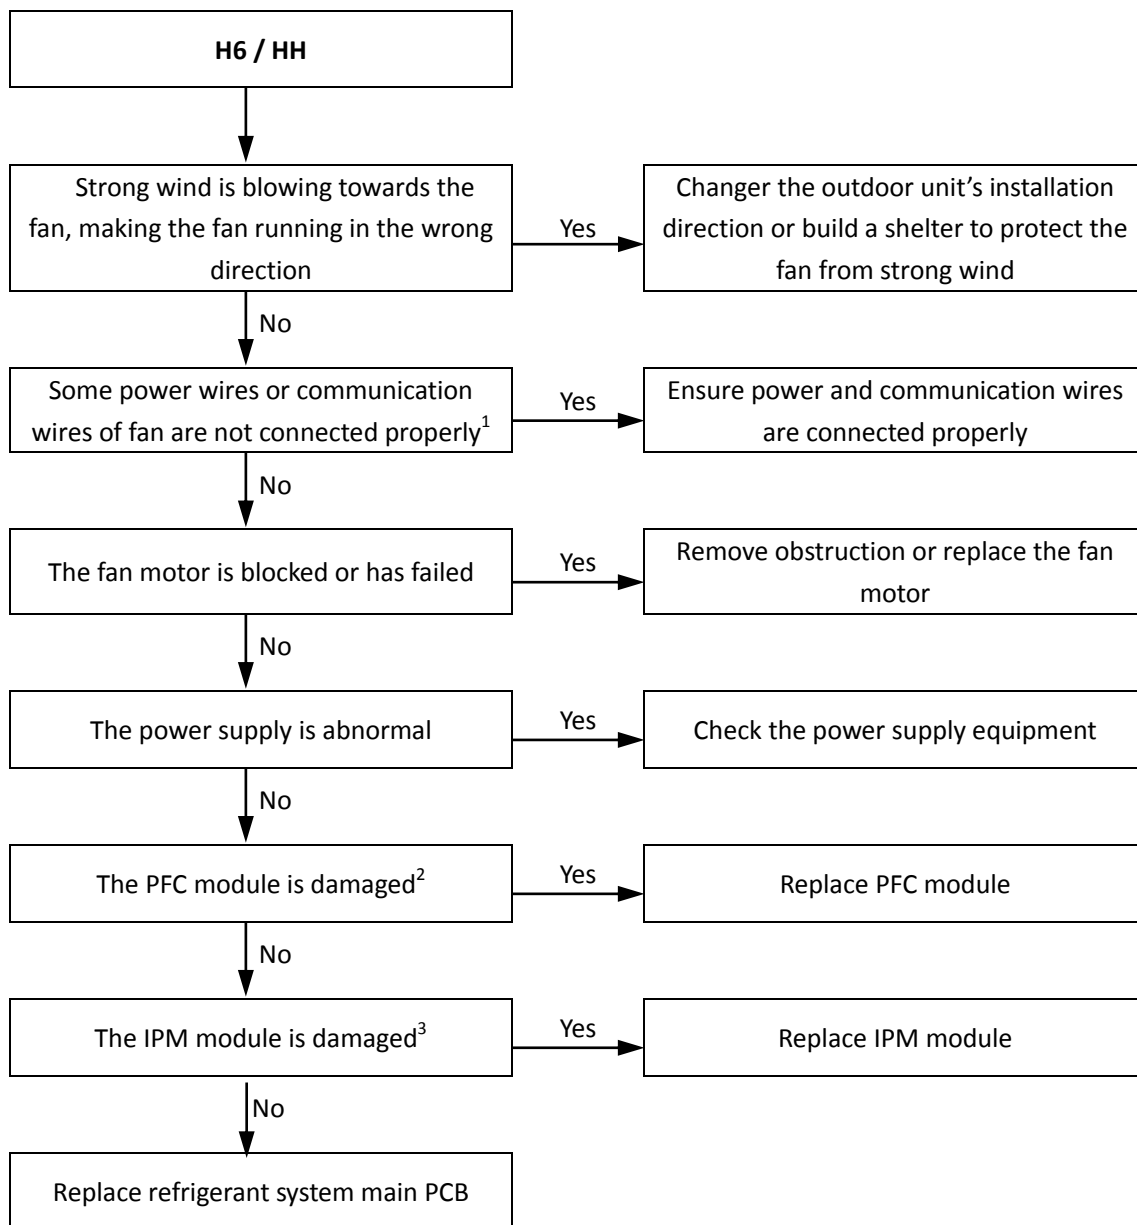 H6 / HH
Strong wind is blowing towards the
fan, making the fan running in the wrong
direction
Yes
Changer the outdoor unit’s installation
direction or build a shelter to protect the
fan from strong wind
No
Some power wires or communication
wires of fan are not connected properly1
Yes
Ensure power and communication wires
are connected properly
No
The fan motor is blocked or has failed
Yes
Remove obstruction or replace the fan
motor
No
The power supply is abnormal
Yes
Check the power supply equipment
No
The PFC module is damaged2
Yes
Replace PFC module
No
The IPM module is damaged3
Yes
Replace IPM module
No
Replace refrigerant system main PCB